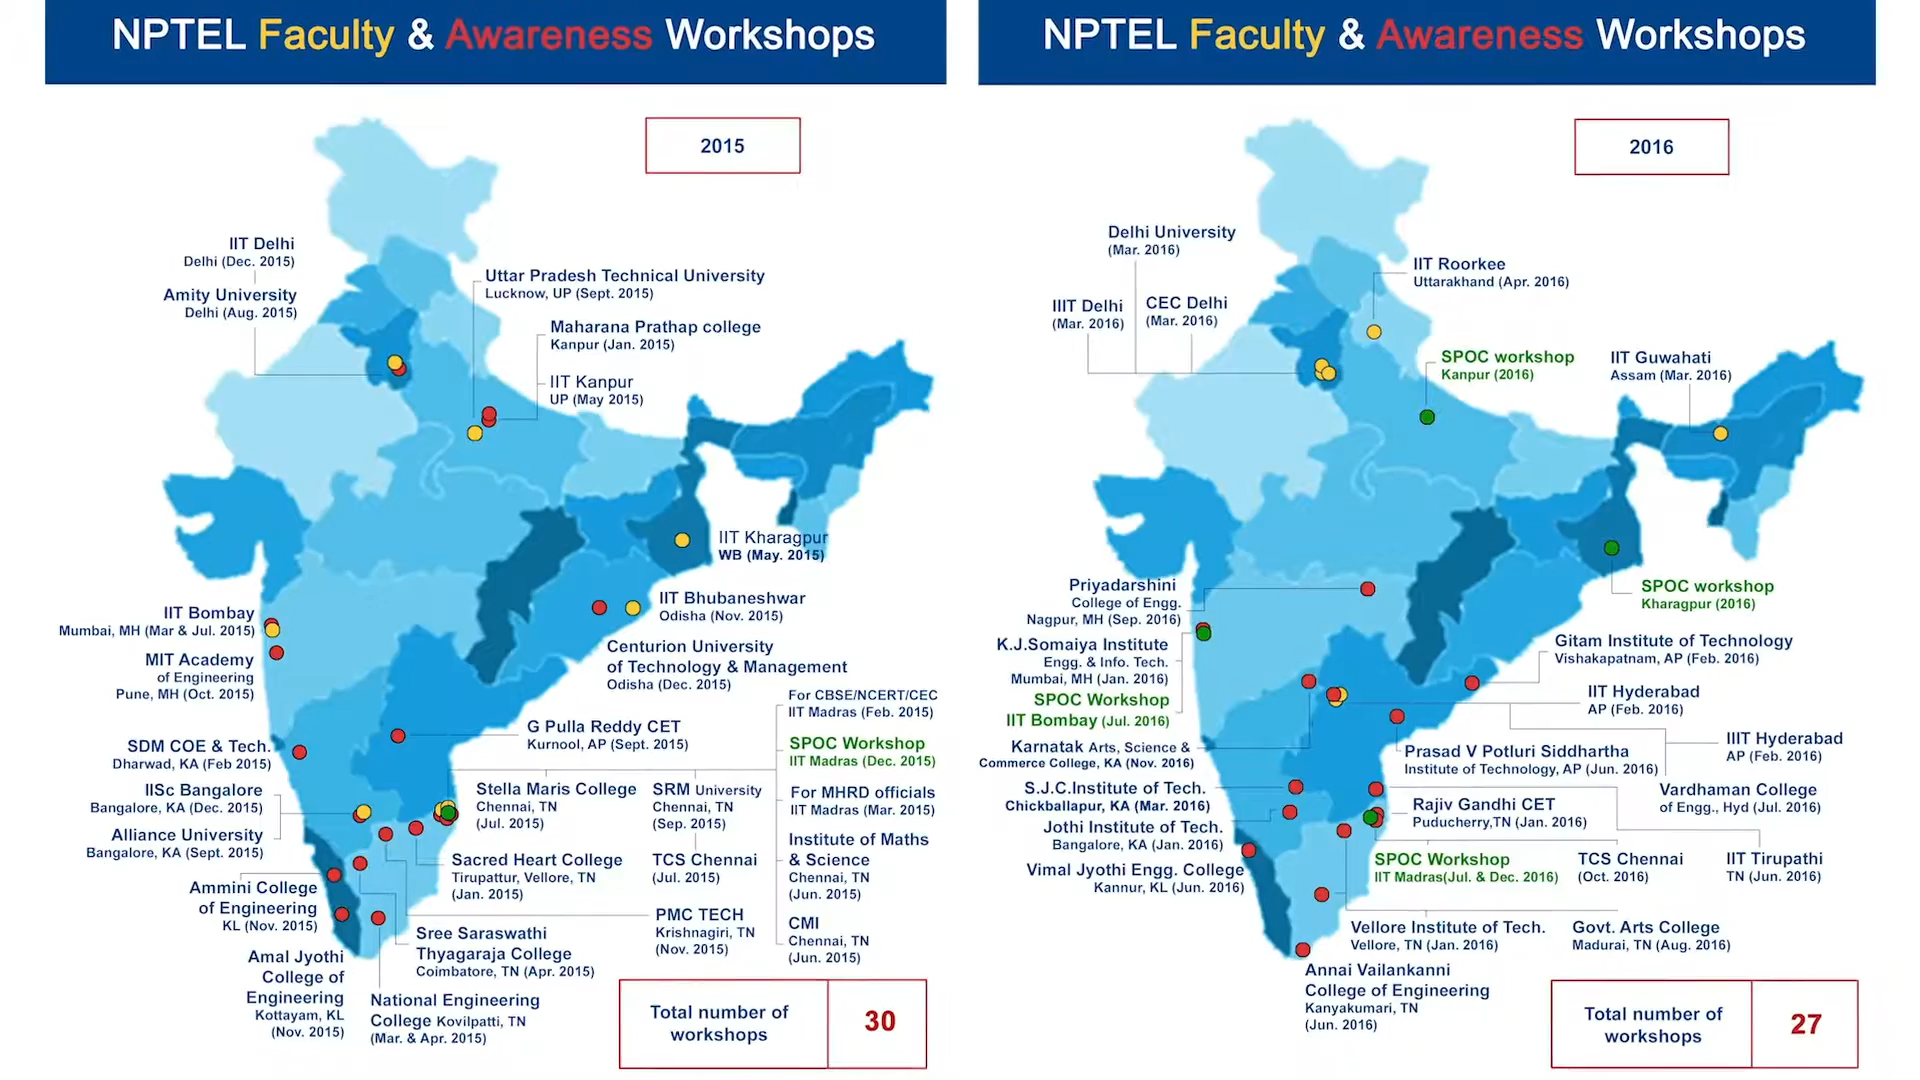 NPTEL Faculty & Awareness Workshops
2015
IIT Delhi
Delhi (Dec. 2015)
Amity University
Delhi (Aug. 2015)
Uttar Pradesh Technical University
Lucknow, UP (Sept. 2015)
Maharana Prathap college
Kanpur (Jan. 2015)
IIT Kanpur
UP (May 2015)
IIT Kharagpur
WB (May. 2015)
IIT Bhubaneshwar
Odisha (Nov. 2015)
Centurion University
of Technology & Management
Odisha (Dec. 2015)
IIT Bombay
Mumbai, MH (Mar & Jul. 2015)
MIT Academy
of Engineering
Pune, MH (Oct. 2015)
For CBSE/NCERT/CEC
IIT Madras (Feb. 2015)
G Pulla Reddy CET
Kurnool, AP (Sept. 2015)
SPOC Workshop
IIT Madras (Dec. 2015)
SDM COE & Tech.
Dharwad, KA (Feb 2015)
IISc Bangalore
Bangalore, KA (Dec. 2015)
Alliance University
Bangalore, KA (Sept. 2015)
Stella Maris College
Chennai, TN
(Jul. 2015)
SRM University
Chennai, TN
(Sep. 2015)
For MHRD officials
IIT Madras (Mar. 2015)
Institute of Maths
& Science
Chennai, TN
(Jun. 2015)
Sacred Heart College
Tirupattur, Vellore, TN
(Jan. 2015)
TCS Chennai
(Jul. 2015)
Ammini College
of Engineering
KL (Nov. 2015)
PMC TECH
Krishnagiri, TN
(Nov. 2015)
CMI
Chennai, TN
(Jun. 2015)
Sree Saraswathi
Thyagaraja College
Coimbatore, TN (Apr. 2015)
Amal Jyothi
College of
Engineering
Kottayam, KL
(Nov. 2015)
National Engineering
College Kovilpatti, TN
(Mar. & Apr. 2015)
Total number of
workshops
30
NPTEL Faculty & Awareness Workshops
2016
Delhi University
(Mar. 2016)
IIIT Delhi
(Mar. 2016)
CEC Delhi
(Mar. 2016)
IIT Roorkee
Uttarakhand (Apr. 2016)
SPOC workshop
Kanpur (2016)
IIT Guwahati
Assam (Mar. 2016)
SPOC workshop
Kharagpur (2016)
Priyadarshini
College of Engg.
Nagpur, MH (Sep. 2016)
K.J.Somaiya Institute
Engg. & Info. Tech.
Mumbai, MH (Jan. 2016)
SPOC Workshop
IIT Bombay (Jul. 2016)
Gitam Institute of Technology
Vishakapatnam, AP (Feb. 2016)
IIT Hyderabad
AP (Feb. 2016)
Karnatak Arts, Science &
Commerce College, KA (Nov. 2016)
Prasad V Potluri Siddhartha
Institute of Technology, AP (Jun. 2016)
IIIT Hyderabad
AP (Feb. 2016)
S.J.C.Institute of Tech.
Chickballapur, KA (Mar. 2016)
Jothi Institute of Tech.
Bangalore, KA (Jan. 2016)
Vimal Jyothi Engg. College
Kannur, KL (Jun. 2016)
Rajiv Gandhi CET
Puducherry,TN (Jan. 2016)
Vardhaman College
of Engg., Hyd (Jul. 2016)
SPOC Workshop
IIT Madras(Jul. & Dec. 2016)
TCS Chennai
(Oct. 2016)
IIT Tirupathi
TN (Jun. 2016)
Vellore Institute of Tech.
Vellore, TN (Jan. 2016)
Govt. Arts College
Madurai, TN (Aug. 2016)
Annai Vailankanni
College of Engineering
Kanyakumari, TN
(Jun. 2016)
Total number of
workshops
27